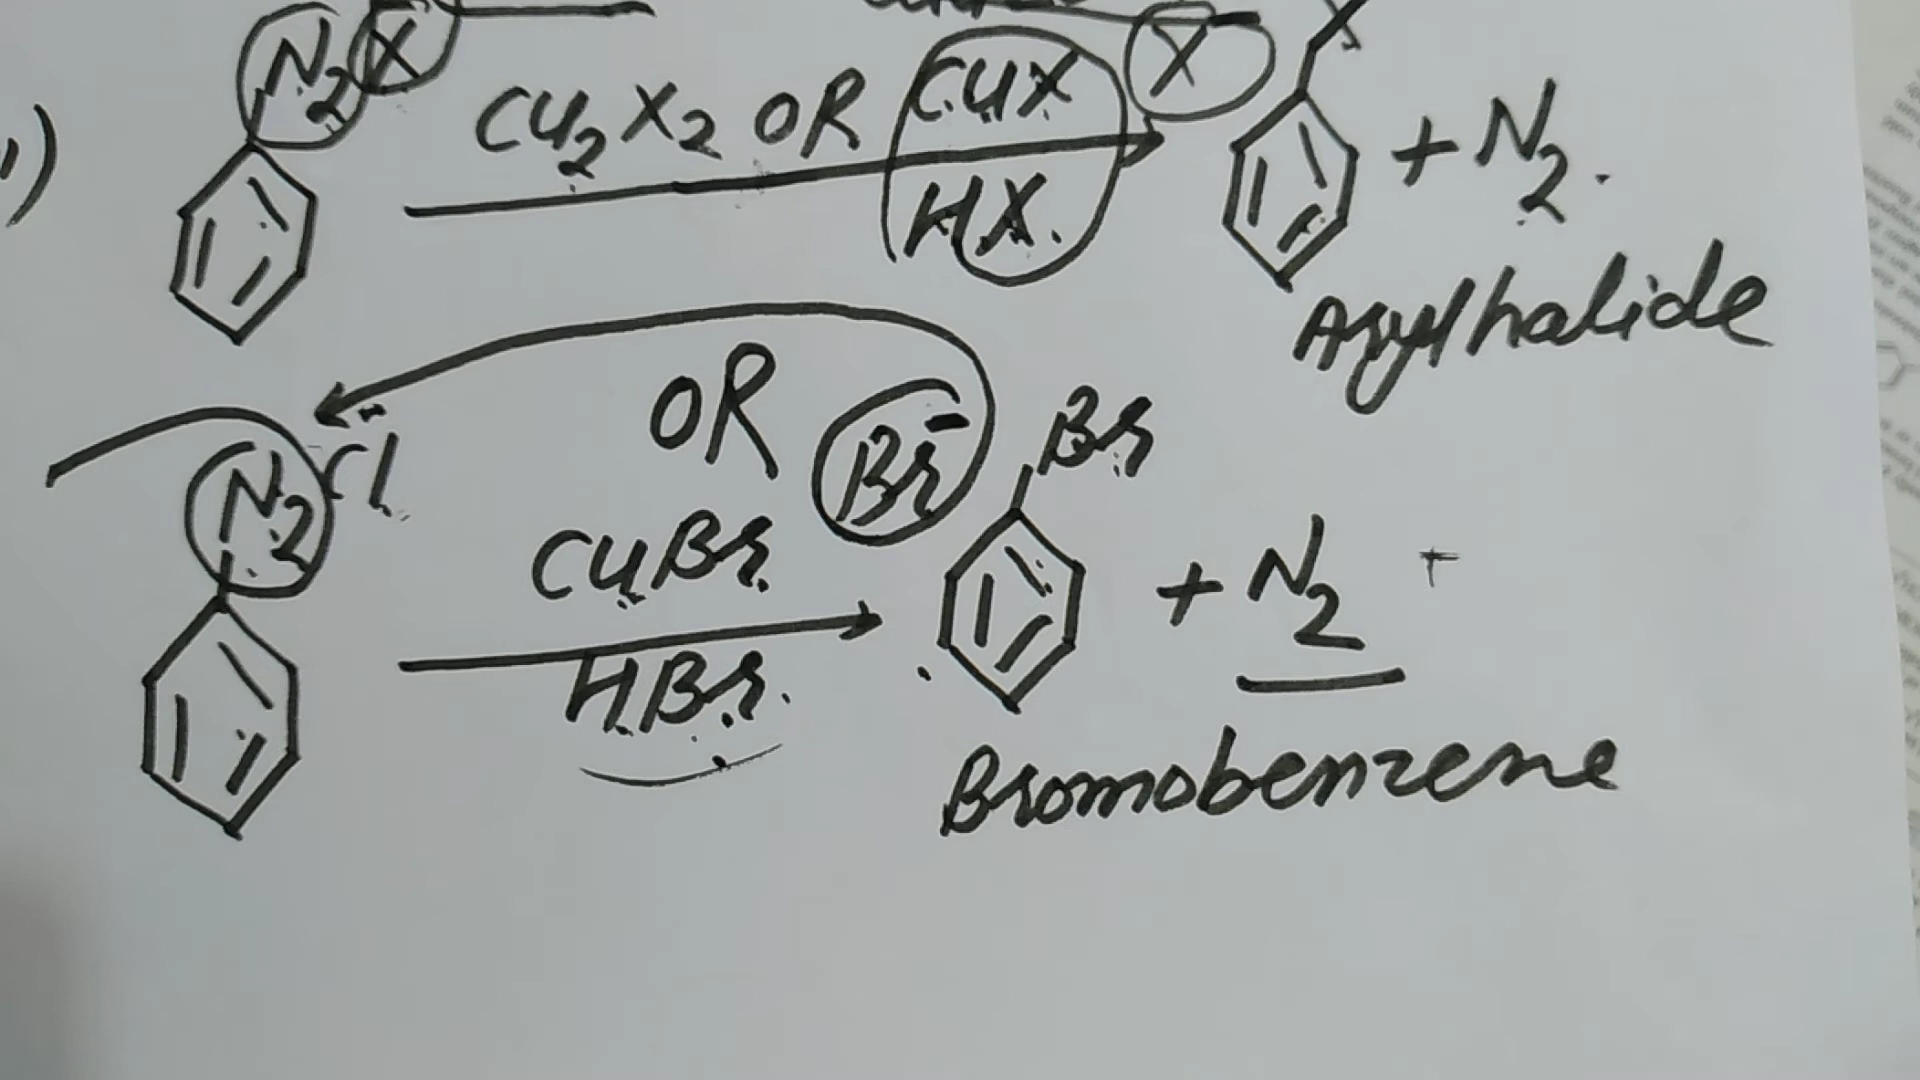 1) N2X Cu2X2 OR CuX X X
HX. + N2.
Arylhalide
N2Cl OR Br- Br
CuBr + N2 +
HBr.
Bromobenzene